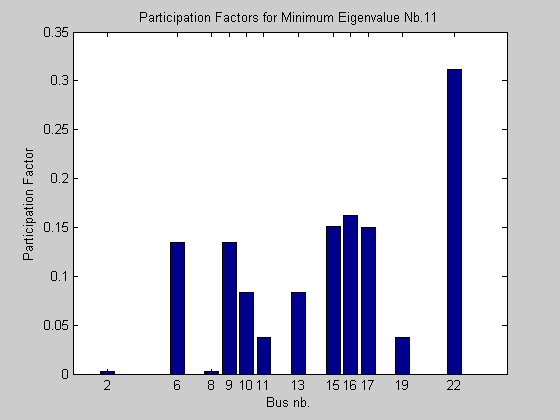 Participation Factors for Minimum Eigenvalue Nb.11
0.35
0.3
0.25
0.2
0.15
0.1
0.05
0
Participation Factor
2 6 8 9 10 11 13 15 16 17 19 22
Bus nb.